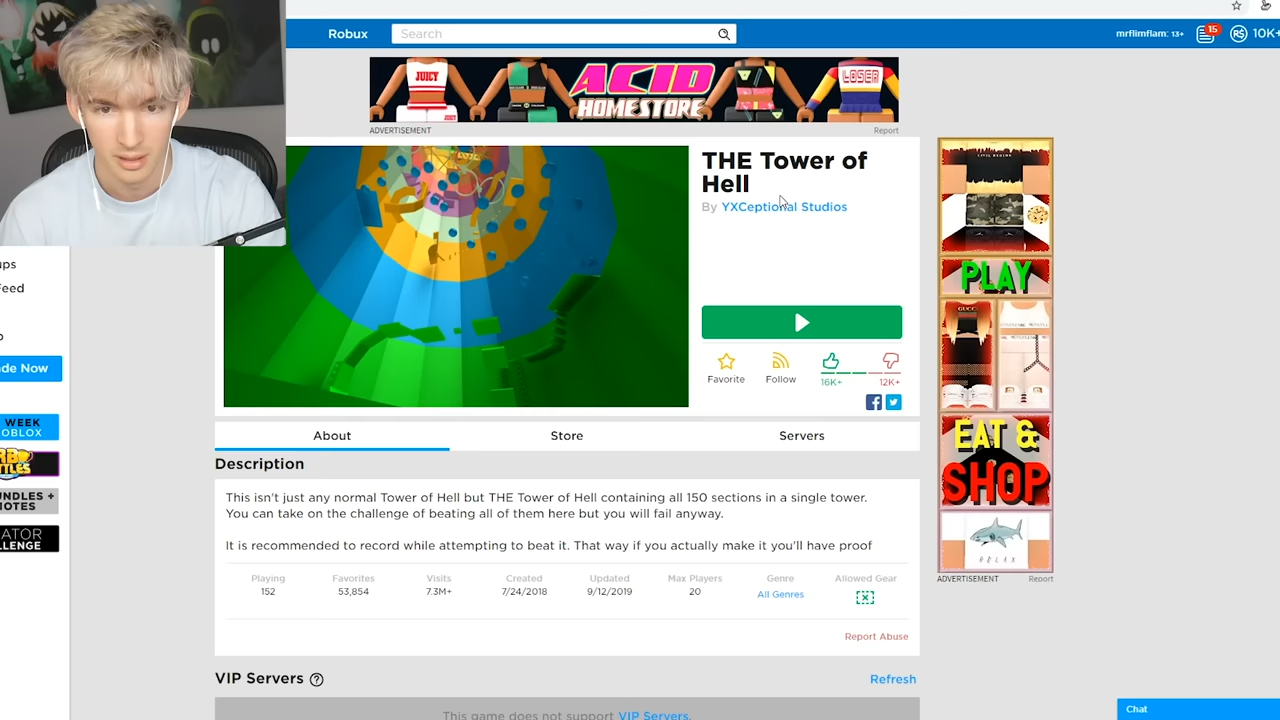 Robux
Search
mrflimflam: 13+
15
10K+
JUICY
ACID
HOMESTORE
LOSER
ADVERTISEMENT
Report
THE Tower of
Hell
By YXCeptional Studios
PLAY
GUCCI
EAT &
SHOP
RELAX
ADVERTISEMENT
Report
ups
Feed
ade Now
WEEK
OBLOX
UNDLES +
MOTES
EATOR
LLENGE
Favorite
Follow
16K+
12K+
About
Store
Servers
Description
This isn't just any normal Tower of Hell but THE Tower of Hell containing all 150 sections in a single tower.
You can take on the challenge of beating all of them here but you will fail anyway.
It is recommended to record while attempting to beat it. That way if you actually make it you'll have proof
Playing
Favorites
Visits
Created
Updated
Max Players
Genre
Allowed Gear
152
53,854
7.3M+
7/24/2018
9/12/2019
20
All Genres
Report Abuse
VIP Servers
Refresh
This game does not support VIP Servers.
Chat